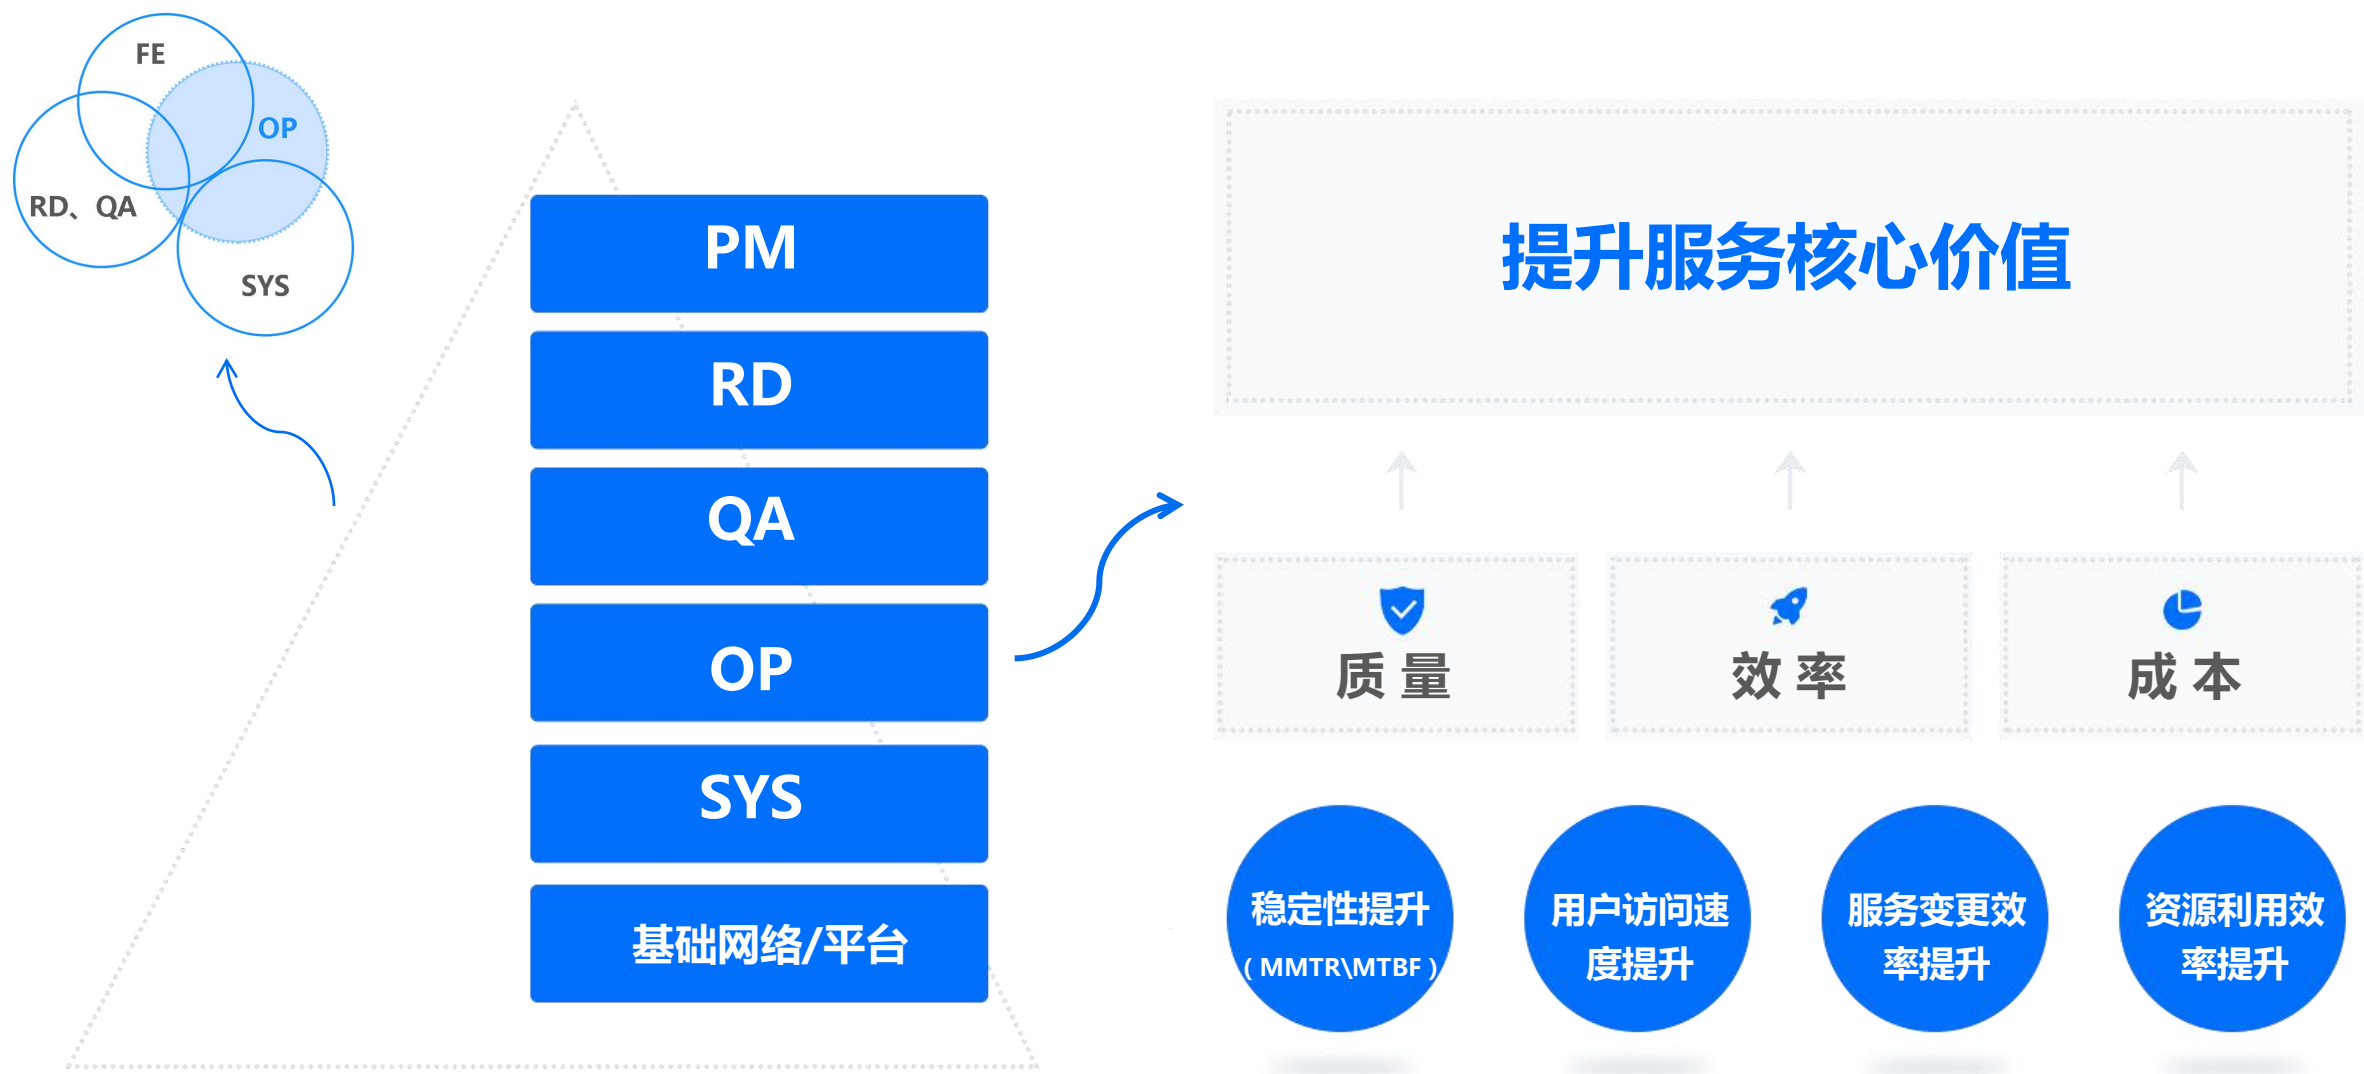 FE
OP
RD、QA
SYS
PM
RD
QA
OP
SYS
基础网络/平台
提升服务核心价值
质量
效率
成本
稳定性提升
（MMTR\MTBF）
用户访问速
度提升
服务变更效
率提升
资源利用效
率提升